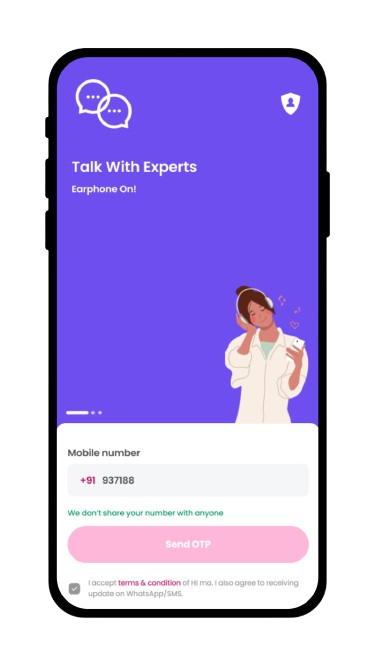 Talk With Experts
Earphone On!
Mobile number
+91 937188
We don't share your number with anyone
Send OTP
I accept terms & condition of Hi ma. I also agree to receiving
update on WhatsApp/SMS.